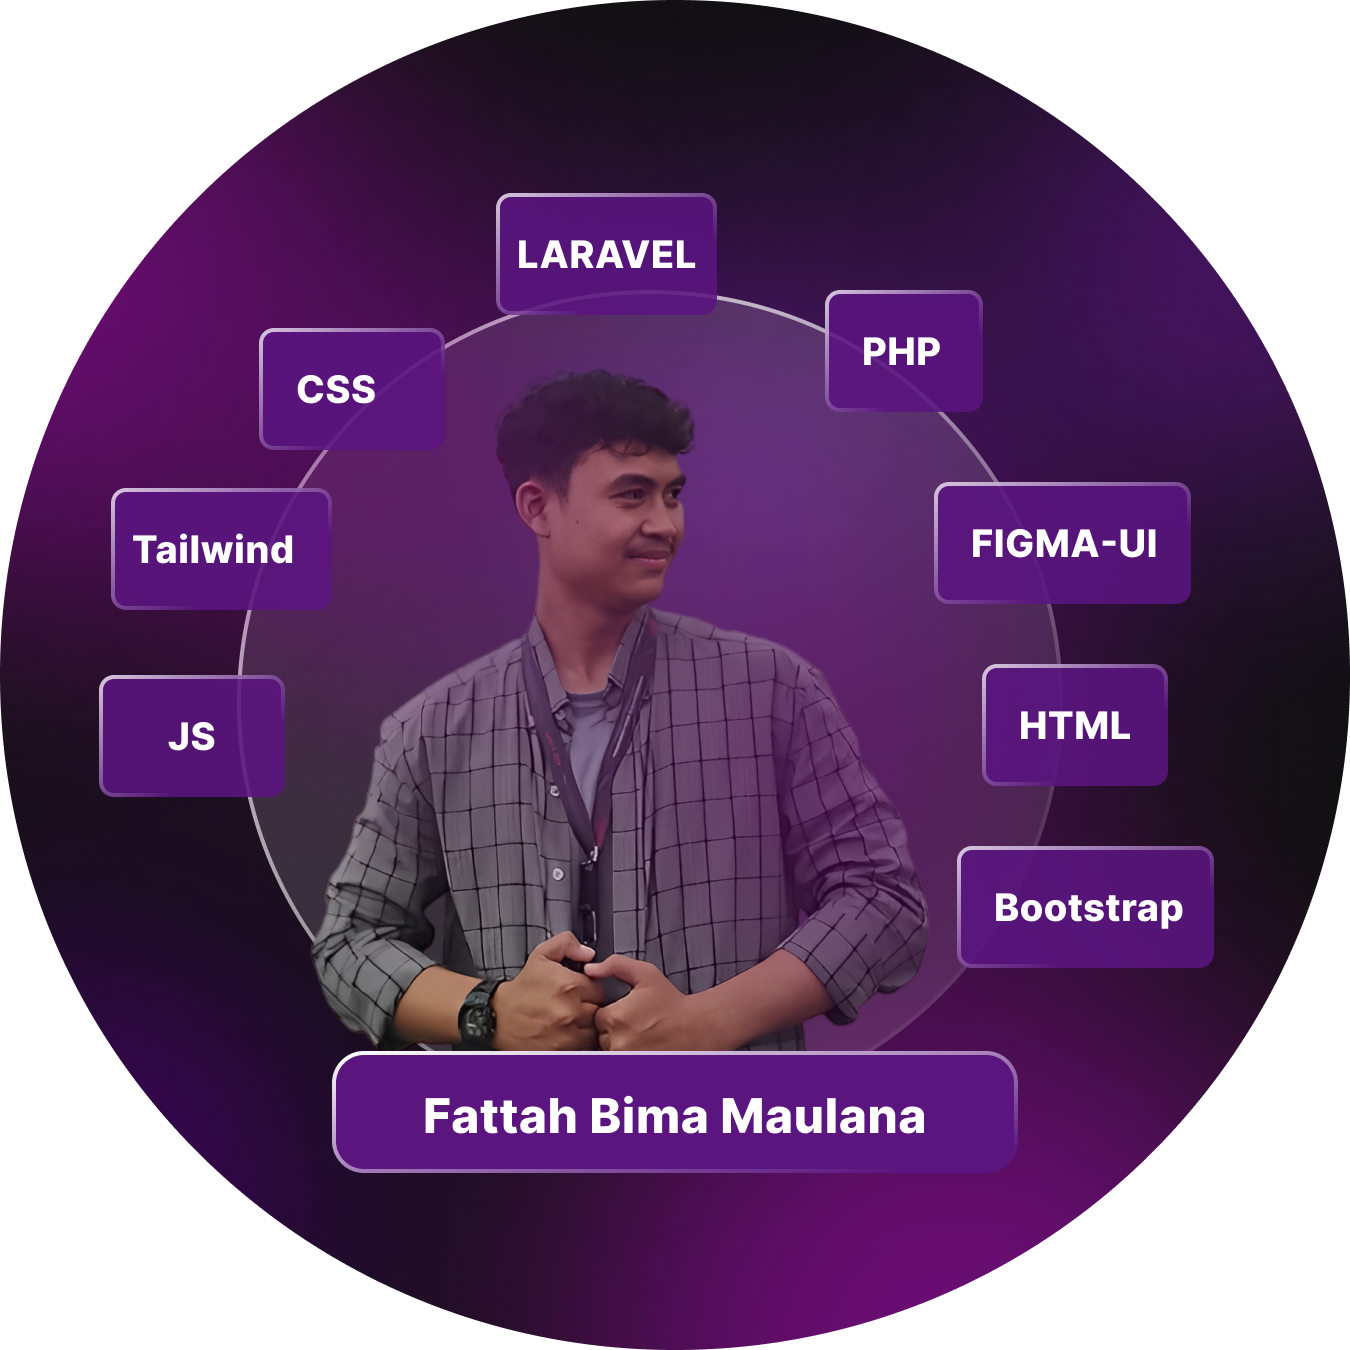 LARAVEL
PHP
CSS
FIGMA-UI
Tailwind
HTML
JS
Bootstrap
Fattah Bima Maulana